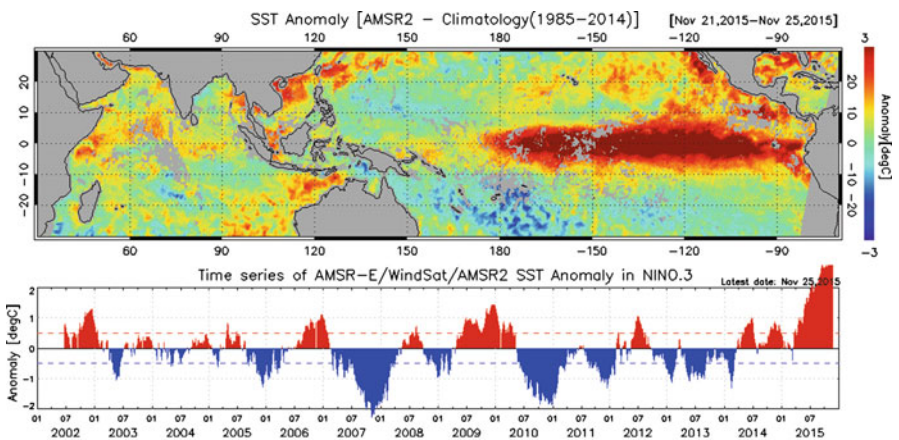 SST Anomaly [AMSR2 - Climatology(1985-2014)] [Nov 21,2015-Nov 25,2015]
60 90 120 150 -150 -120 -90 3
20 20
10 10
0 0
-10 -10
-20 -20
Anomaly[degC]
-3
60 90 120 150 -150 -120 -90
Time series of AMSR-E/WindSat/AMSR2 SST Anomaly in NINO.3
Latest date: Nov 25,2015
Anomaly [degC]
2
1
0
-1
-2
01 07 01 07 01 07 01 07 01 07 01 07 01 07 01 07 01 07 01 07 01 07 01 07 01 07 01 07
2002 2003 2004 2005 2006 2007 2008 2009 2010 2011 2012 2013 2014 2015